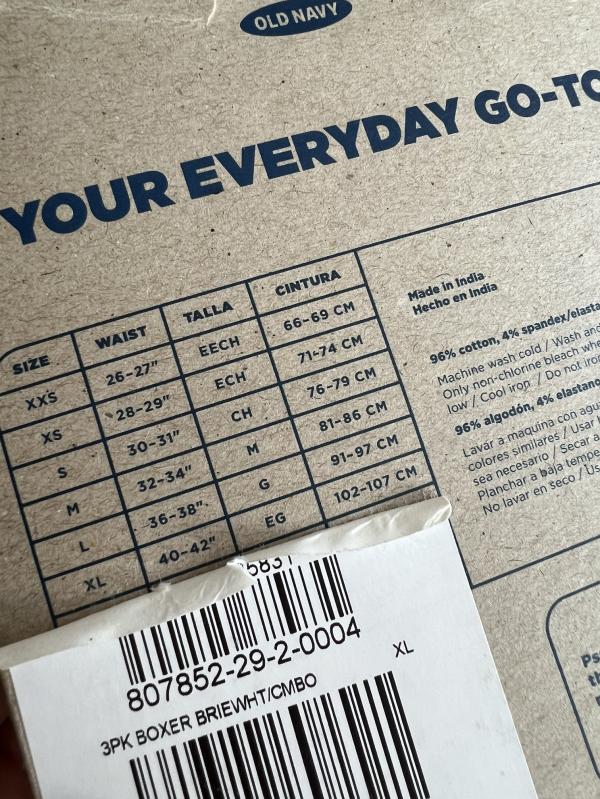 OLD NAVY
YOUR EVERYDAY GO-TO
SIZE WAIST TALLA CINTURA
XXS 26-27" EECH 66-69 CM
XS 28-29" ECH 71-74 CM
S 30-31" CH 76-79 CM
M 32-34" M 81-86 CM
L 36-38" G 91-97 CM
XL 40-42" EG 102-107 CM
Made in India
Hecho en India
96% cotton, 4% spandex/elasta
Machine wash cold / Wash and
Only non-chlorine bleach whe
low / Cool iron / Do not iron
96% algodón, 4% elastano
Lavar a maquina con agu
colores similares / Usar
sea necesario / Secar a
Planchar a baja tempe
No lavar en seco / Us
5831
807852-29-2-0004
3PK BOXER BRIEWHT/CMBO
XL
Ps
th